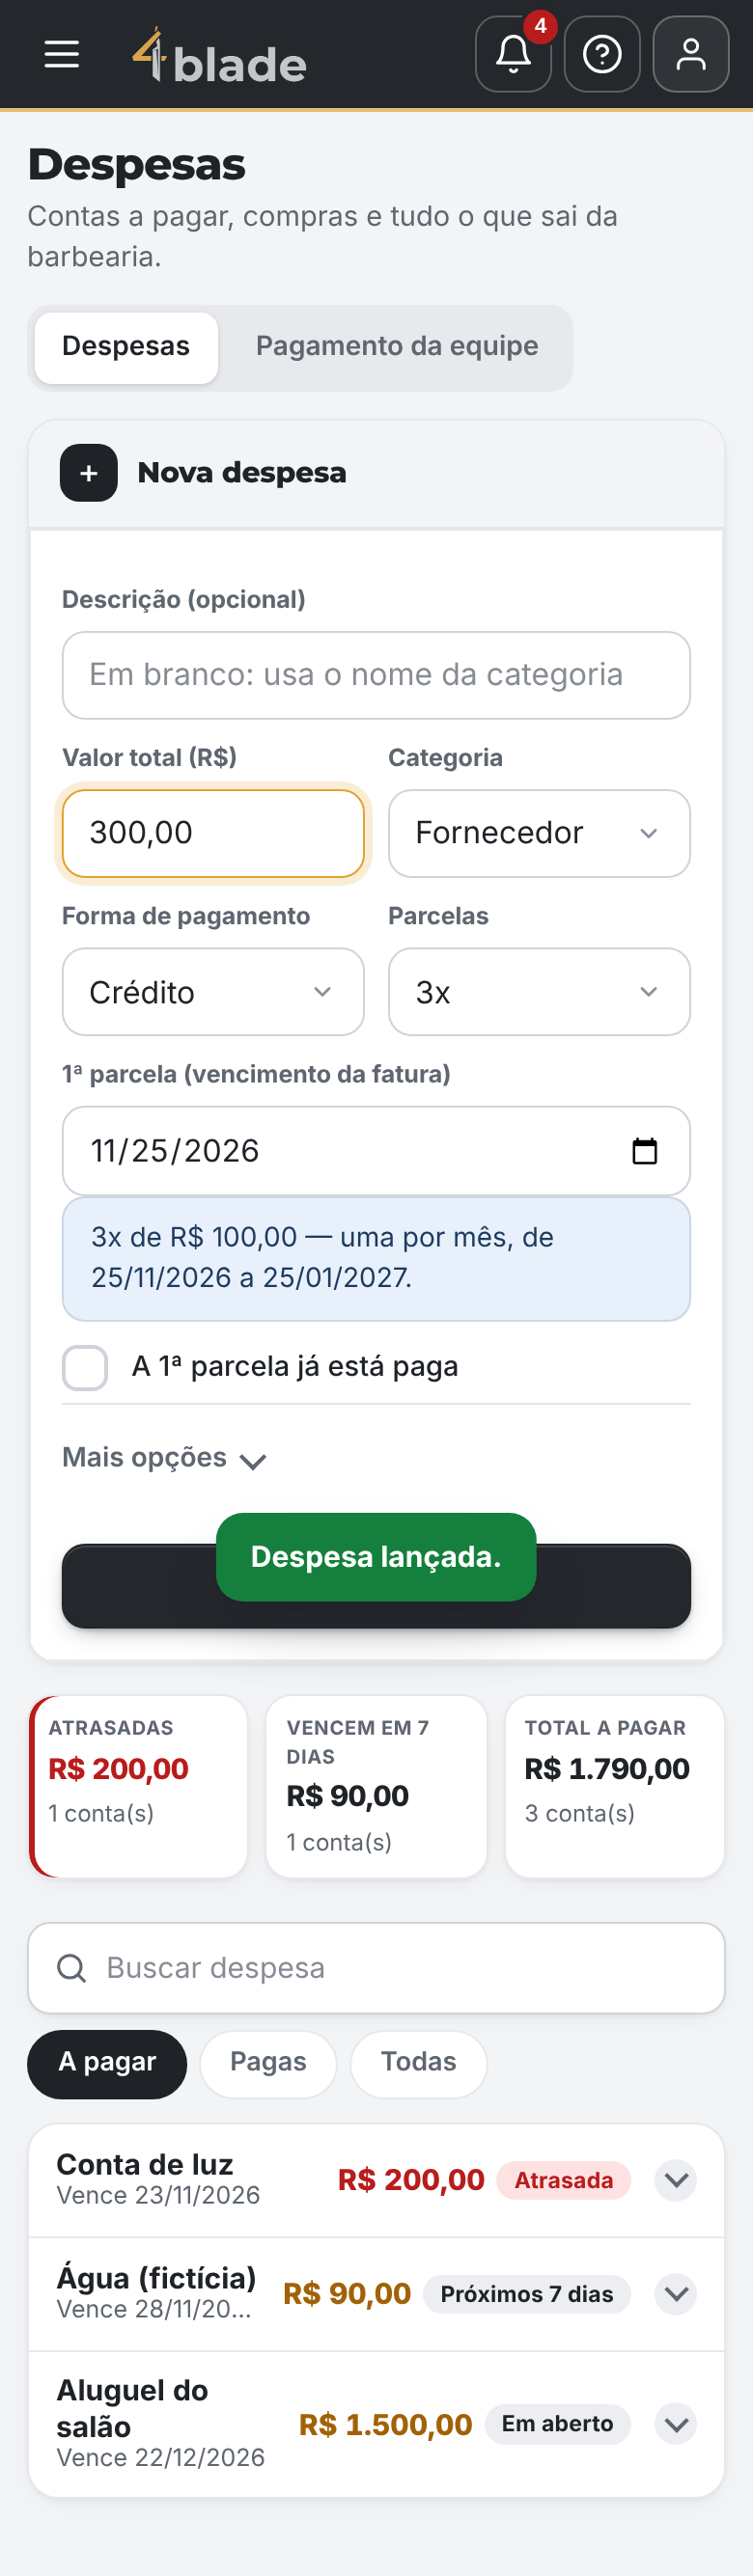 4blade
4
Despesas
Contas a pagar, compras e tudo o que sai da
barbearia.
Despesas
Pagamento da equipe
+ Nova despesa
Descrição (opcional)
Em branco: usa o nome da categoria
Valor total (R$)
Categoria
300,00
Fornecedor
Forma de pagamento
Parcelas
Crédito
3x
1ª parcela (vencimento da fatura)
11/25/2026
3x de R$ 100,00 — uma por mês, de
25/11/2026 a 25/01/2027.
A 1ª parcela já está paga
Mais opções
Despesa lançada.
ATRASADAS
R$ 200,00
1 conta(s)
VENCEM EM 7
DIAS
R$ 90,00
1 conta(s)
TOTAL A PAGAR
R$ 1.790,00
3 conta(s)
Buscar despesa
A pagar
Pagas
Todas
Conta de luz
Vence 23/11/2026
R$ 200,00
Atrasada
Água (fictícia)
Vence 28/11/20...
R$ 90,00
Próximos 7 dias
Aluguel do
salão
Vence 22/12/2026
R$ 1.500,00
Em aberto